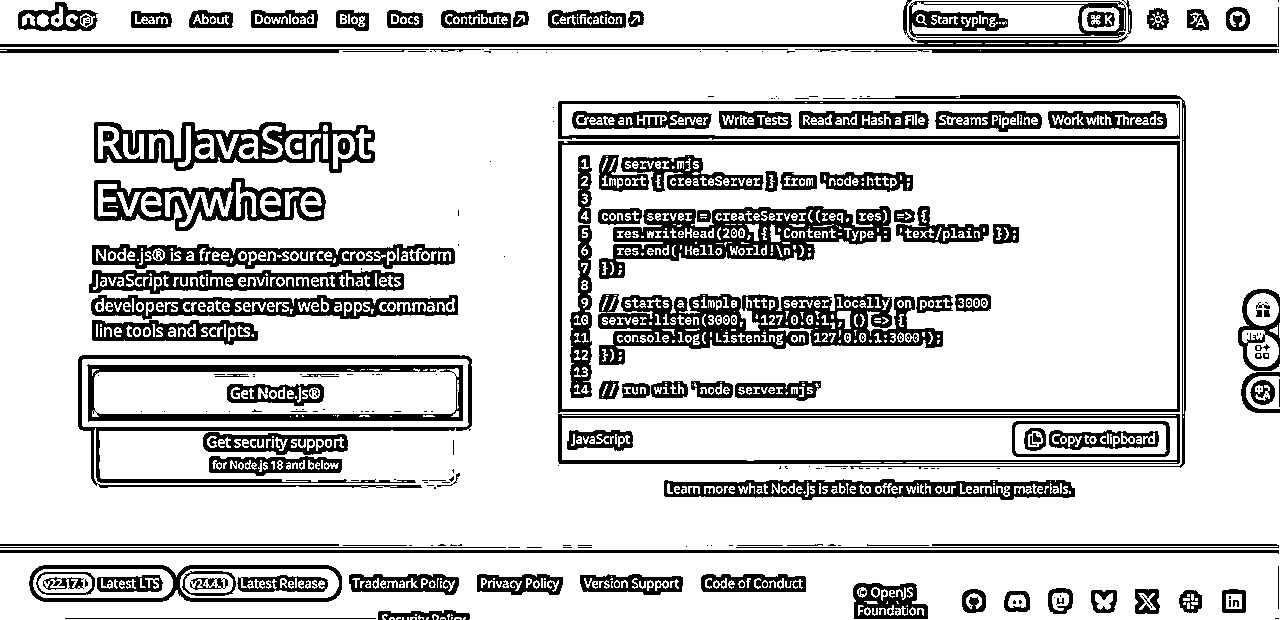 node
Learn About Download Blog Docs Contribute ↗ Certification ↗
Start typing... ⌘ K
Run JavaScript
Everywhere
Node.js® is a free, open-source, cross-platform
JavaScript runtime environment that lets
developers create servers, web apps, command
line tools and scripts.
Get Node.js®
Get security support
for Node.js 18 and below
Create an HTTP Server Write Tests Read and Hash a File Streams Pipeline Work with Threads
1 // server.mjs
2 import { createServer } from 'node:http';
3
4 const server = createServer((req, res) => {
5   res.writeHead(200, { 'Content-Type': 'text/plain' });
6   res.end('Hello World!\n');
7 });
8
9 // starts a simple http server locally on port 3000
10 server.listen(3000, '127.0.0.1', () => {
11   console.log('Listening on 127.0.0.1:3000');
12 });
13
14 // run with `node server.mjs`
JavaScript
Copy to clipboard
Learn more what Node.js is able to offer with our Learning materials.
NEW
v22.17.1 Latest LTS v24.4.1 Latest Release Trademark Policy Privacy Policy Version Support Code of Conduct
Security Policy
© OpenJS
Foundation